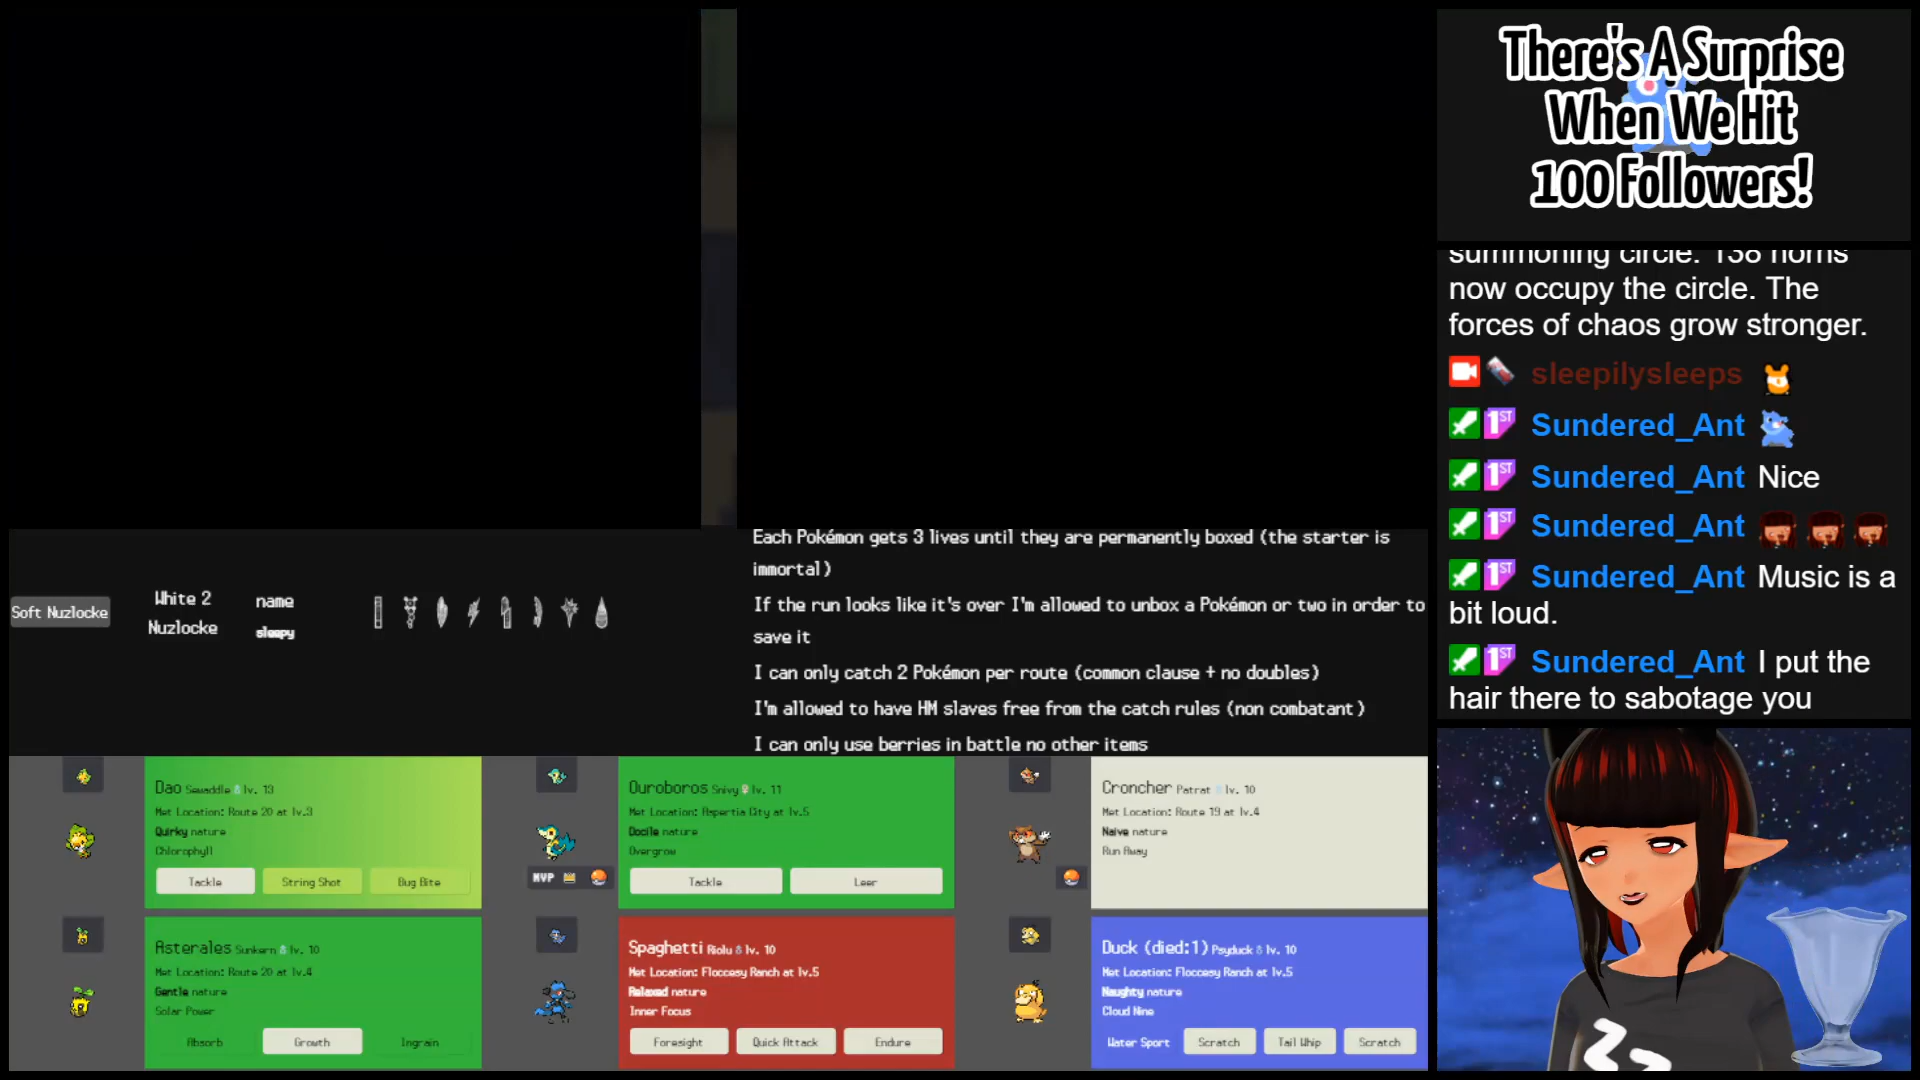 There's A Surprise
When We Hit
100 Followers!
summoning circle. 138 horns
now occupy the circle. The
forces of chaos grow stronger.
sleepilysleeps
Sundered_Ant
Sundered_Ant Nice
Sundered_Ant
Sundered_Ant Music is a
bit loud.
Sundered_Ant I put the
hair there to sabotage you
Soft Nuzlocke
White 2
Nuzlocke
name
sleepy
Each Pokémon gets 3 lives until they are permanently boxed (the starter is
immortal)
If the run looks like it's over I'm allowed to unbox a Pokémon or two in order to
save it
I can only catch 2 Pokémon per route (common clause + no doubles)
I'm allowed to have HM slaves free from the catch rules (non combatant)
I can only use berries in battle no other items
Dao Sewaddle lv. 13
Met Location: Route 20 at lv.3
Quirky nature
Chlorophyll
Tackle String Shot Bug Bite
MVP
Ouroboros Snivy lv. 11
Met Location: Aspertia City at lv.5
Docile nature
Overgrow
Tackle Leer
Croncher Patrat lv. 10
Met Location: Route 19 at lv.4
Naive nature
Run Away
Asterales Sunkern lv. 10
Met Location: Route 20 at lv.4
Gentle nature
Solar Power
Absorb Growth Ingrain
Spaghetti Riolu lv. 10
Met Location: Floccesy Ranch at lv.5
Relaxed nature
Inner Focus
Foresight Quick Attack Endure
Duck (died:1) Psyduck lv. 10
Met Location: Floccesy Ranch at lv.5
Naughty nature
Cloud Nine
Water Sport Scratch Tail Whip Scratch